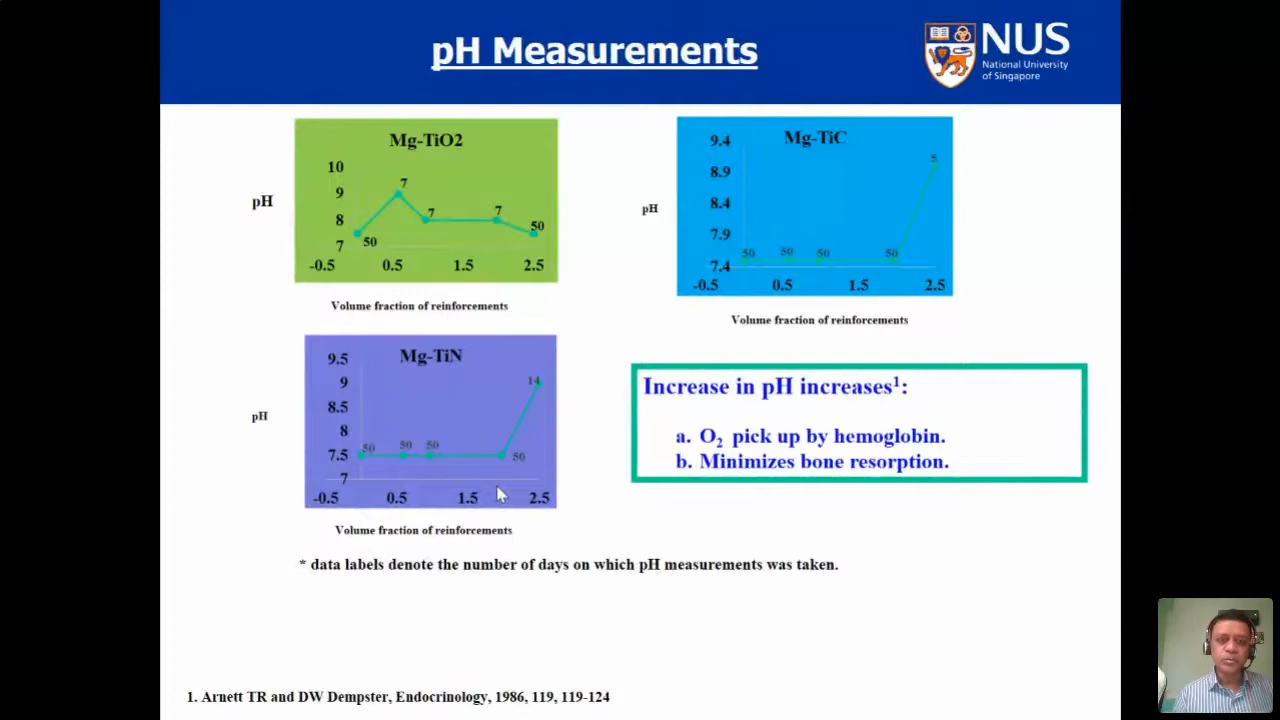 pH Measurements
NUS
National University
of Singapore
Mg-TiO2
10
9
8
7
pH
7
7
7
50
50
-0.5 0.5 1.5 2.5
Volume fraction of reinforcements
Mg-TiC
9.4
8.9
8.4
7.9
7.4
pH
50 50 50 50 5
-0.5 0.5 1.5 2.5
Volume fraction of reinforcements
Mg-TiN
9.5
9
8.5
8
7.5
7
pH
50 50 50 50 14
-0.5 0.5 1.5 2.5
Volume fraction of reinforcements
Increase in pH increases¹:
a. O₂ pick up by hemoglobin.
b. Minimizes bone resorption.
* data labels denote the number of days on which pH measurements was taken.
1. Arnett TR and DW Dempster, Endocrinology, 1986, 119, 119-124